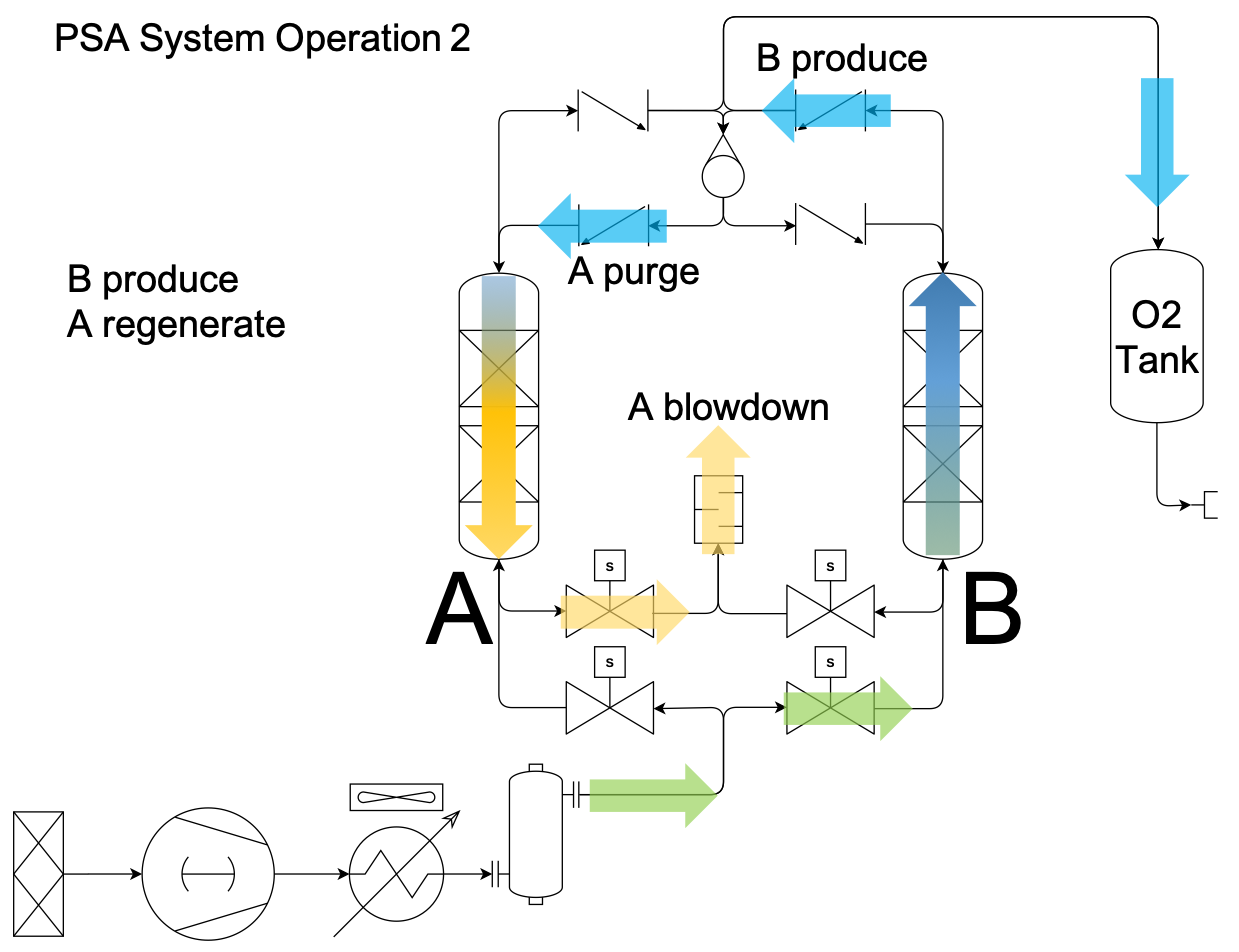 PSA System Operation 2
B produce
A purge
B produce
A regenerate
O2
Tank
A blowdown
S
S
A
B
S
S